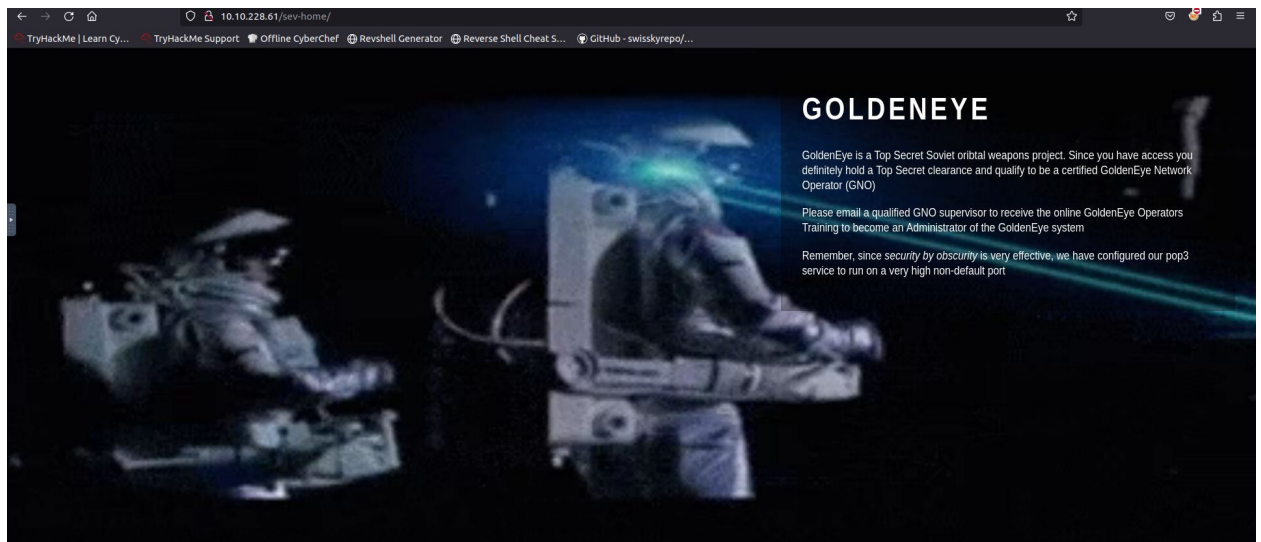 10.10.228.61/sev-home/
TryHackMe | Learn Cy...
TryHackMe Support
Offline CyberChef
Revshell Generator
Reverse Shell Cheat S...
GitHub - swisskyrepo/...
GOLDENEYE
GoldenEye is a Top Secret Soviet oribtal weapons project. Since you have access you
definitely hold a Top Secret clearance and qualify to be a certified GoldenEye Network
Operator (GNO)
Please email a qualified GNO supervisor to receive the online GoldenEye Operators
Training to become an Administrator of the GoldenEye system
Remember, since security by obscurity is very effective, we have configured our pop3
service to run on a very high non-default port